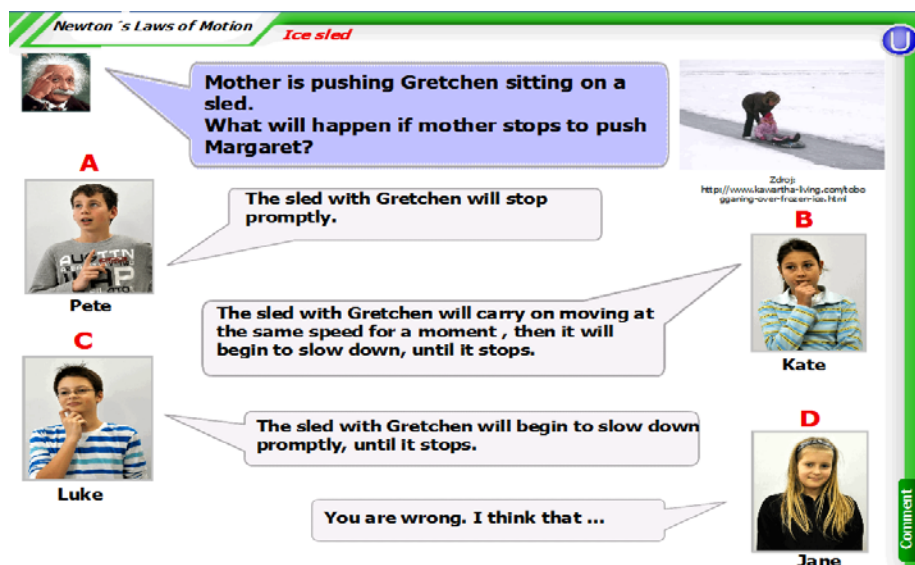 Newton´s Laws of Motion
Ice sled
U
Mother is pushing Gretchen sitting on a
sled.
What will happen if mother stops to push
Margaret?
Zdroj:
http://www.kawartha-living.com/tobo
gganing-over-frozen-ice.html
A
The sled with Gretchen will stop
promptly.
Pete
B
The sled with Gretchen will carry on moving at
the same speed for a moment , then it will
begin to slow down, until it stops.
Kate
C
The sled with Gretchen will begin to slow down
promptly, until it stops.
Luke
D
You are wrong. I think that ...
Jane
Comment